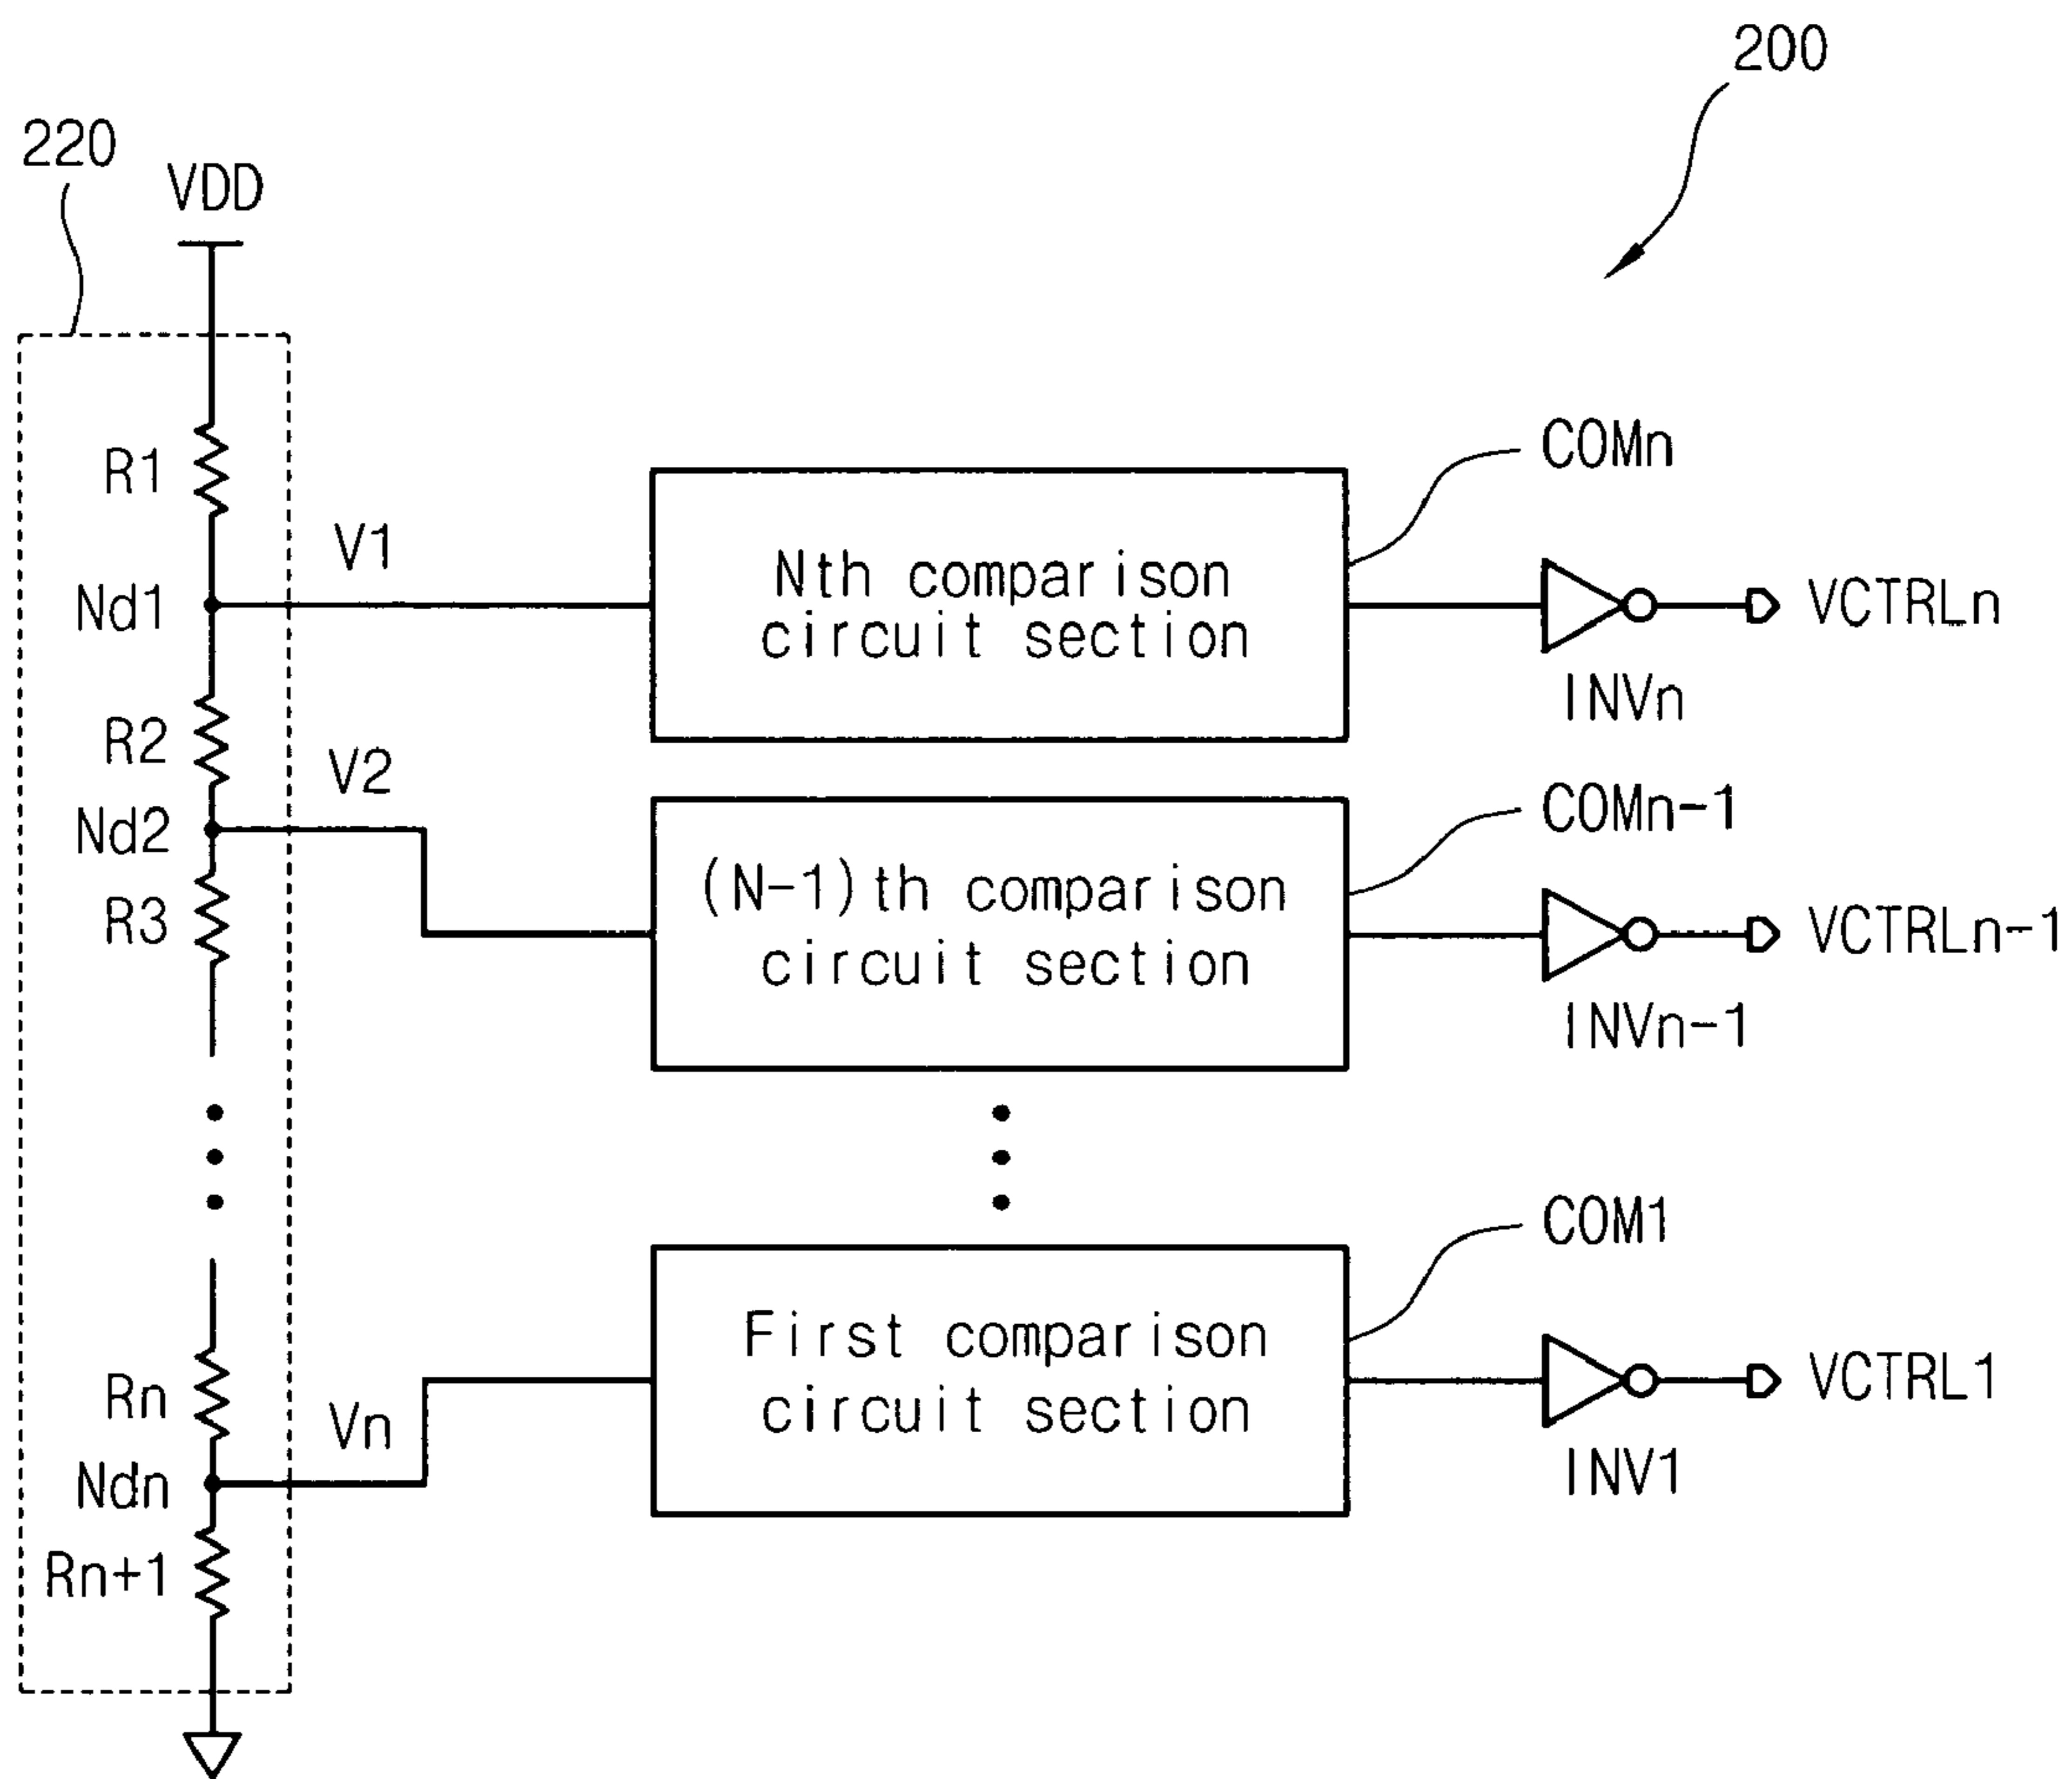 200
220
VDD
R1
V1
Nd1
Nth comparison
circuit section
COMn
VCTRLn
INVn
R2
V2
Nd2
R3
(N-1)th comparison
circuit section
COMn-1
VCTRLn-1
INVn-1
COM1
First comparison
circuit section
VCTRL1
INV1
Rn
Vn
Ndn
Rn+1